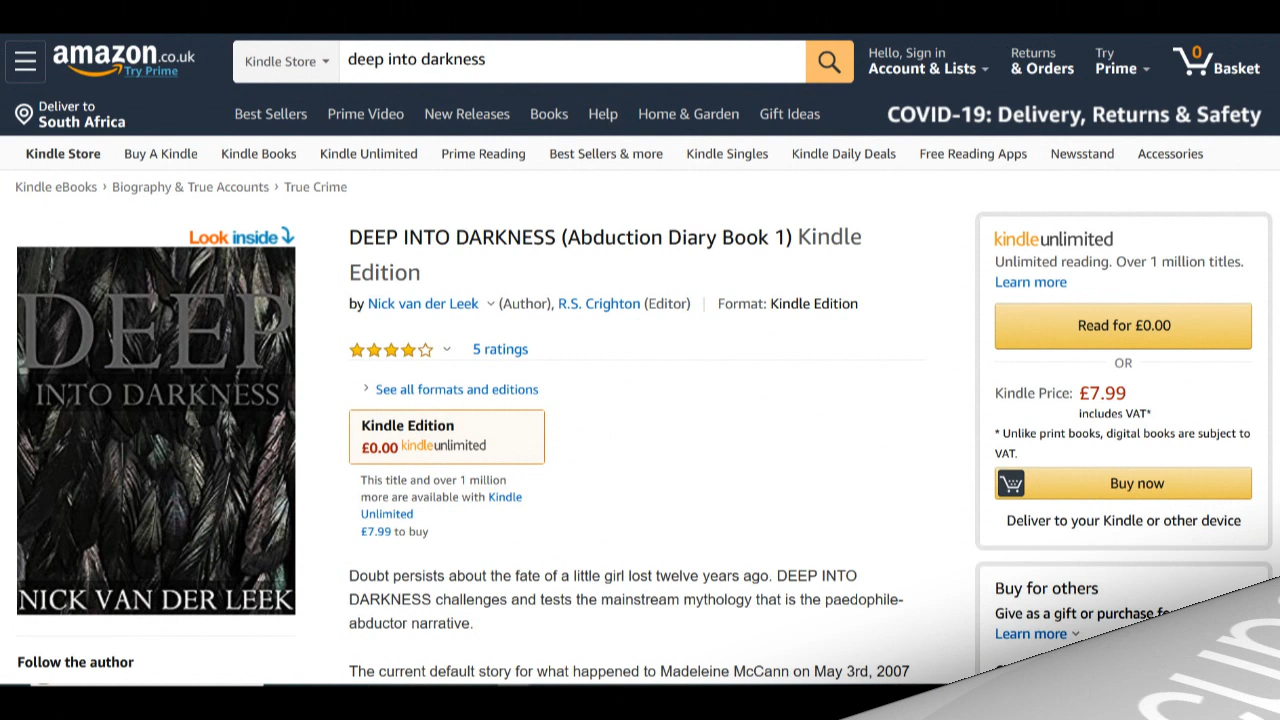 amazon.co.uk
Try Prime
Kindle Store
deep into darkness
Hello, Sign in
Account & Lists
Returns
& Orders
Try
Prime
0
Basket
Deliver to
South Africa
Best Sellers Prime Video New Releases Books Help Home & Garden Gift Ideas
COVID-19: Delivery, Returns & Safety
Kindle Store Buy A Kindle Kindle Books Kindle Unlimited Prime Reading Best Sellers & more Kindle Singles Kindle Daily Deals Free Reading Apps Newsstand Accessories
Kindle eBooks › Biography & True Accounts › True Crime
Look inside
DEEP
INTO DARKNESS
NICK VAN DER LEEK
Follow the author
DEEP INTO DARKNESS (Abduction Diary Book 1) Kindle
Edition
by Nick van der Leek (Author), R.S. Crighton (Editor) | Format: Kindle Edition
5 ratings
› See all formats and editions
Kindle Edition
£0.00 kindleunlimited
This title and over 1 million
more are available with Kindle
Unlimited
£7.99 to buy
Doubt persists about the fate of a little girl lost twelve years ago. DEEP INTO
DARKNESS challenges and tests the mainstream mythology that is the paedophile-
abductor narrative.
The current default story for what happened to Madeleine McCann on May 3rd, 2007
kindleunlimited
Unlimited reading. Over 1 million titles.
Learn more
Read for £0.00
OR
Kindle Price: £7.99
includes VAT*
* Unlike print books, digital books are subject to
VAT.
Buy now
Deliver to your Kindle or other device
Buy for others
Give as a gift or purchase
Learn more